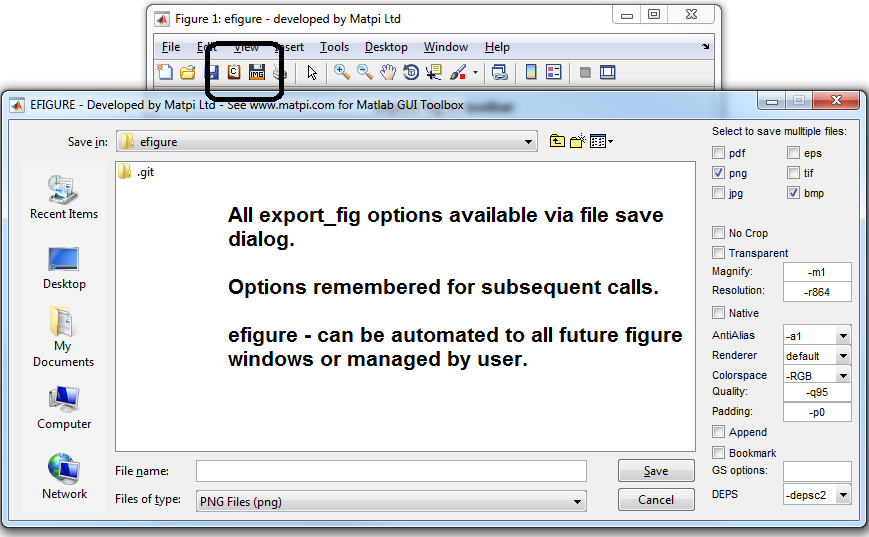 Figure 1: efigure - developed by Matpi Ltd
File Edit View Insert Tools Desktop Window Help
C IMG
EFIGURE - Developed by Matpi Ltd - See www.matpi.com for Matlab GUI Toolbox
Save in: efigure
.git
Recent Items
Desktop
My
Documents
Computer
Network
All export_fig options available via file save
dialog.
Options remembered for subsequent calls.
efigure - can be automated to all future figure
windows or managed by user.
File name:
Save
Files of type: PNG Files (png)
Cancel
Select to save mulltiple files:
pdf eps
png tif
jpg bmp
No Crop
Transparent
Magnify: -m1
Resolution: -r864
Native
AntiAlias -a1
Renderer default
Colorspace -RGB
Quality: -q95
Padding: -p0
Append
Bookmark
GS options:
DEPS -depsc2